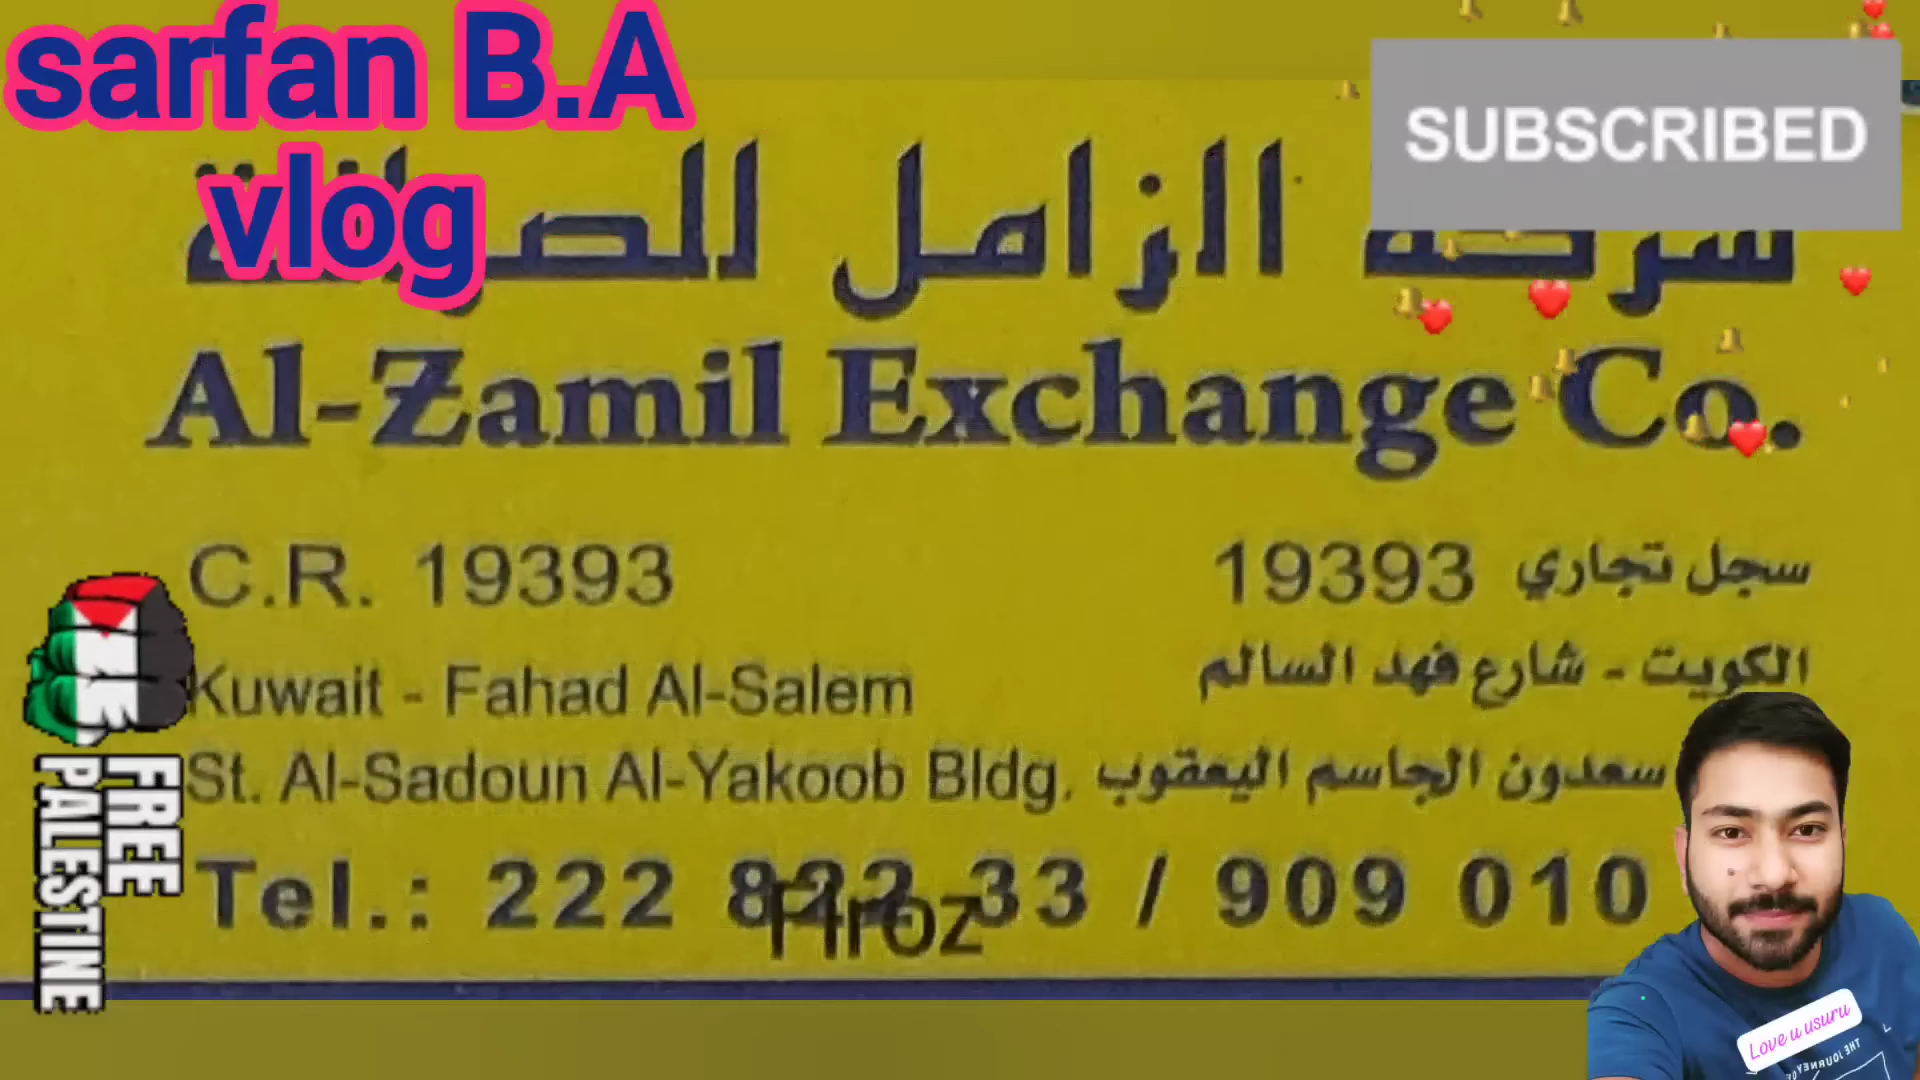 sarfan B.A
vlog
SUBSCRIBED
شركة الزامل للصرافة
Al-Zamil Exchange Co.
C.R. 19393
سجل تجاري 19393
Kuwait - Fahad Al-Salem
الكويت - شارع فهد السالم
St. Al-Sadoun Al-Yakoob Bldg.
سعدون الجاسم اليعقوب
Tel.: 222 822 33 / 909 010
Firoz
FREE
PALESTINE
Love u usuru